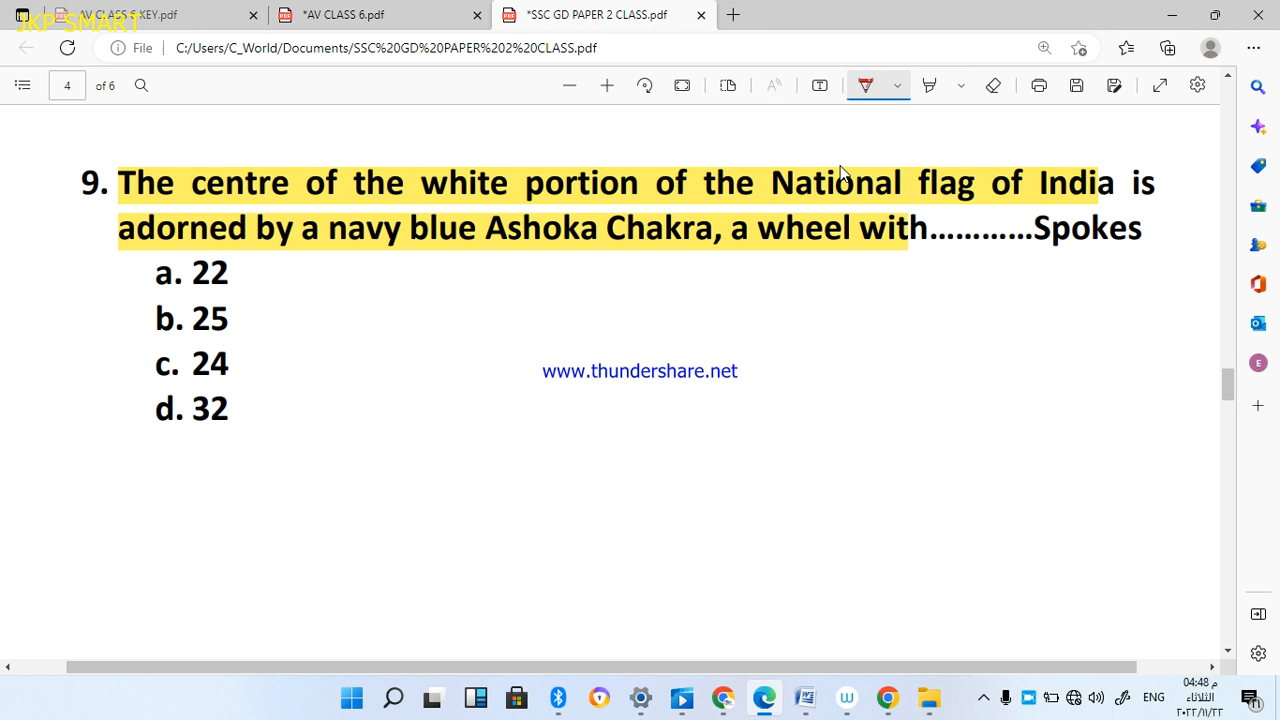 JKP SMART
AV CLASS 6 KEY.pdf
*AV CLASS 6.pdf
*SSC GD PAPER 2 CLASS.pdf
File
C:/Users/C_World/Documents/SSC%20GD%20PAPER%202%20CLASS.pdf
4 of 6
9. The centre of the white portion of the National flag of India is
adorned by a navy blue Ashoka Chakra, a wheel with…………Spokes
a. 22
b. 25
c. 24
d. 32
www.thundershare.net
ENG
04:48 م
الثلاثاء